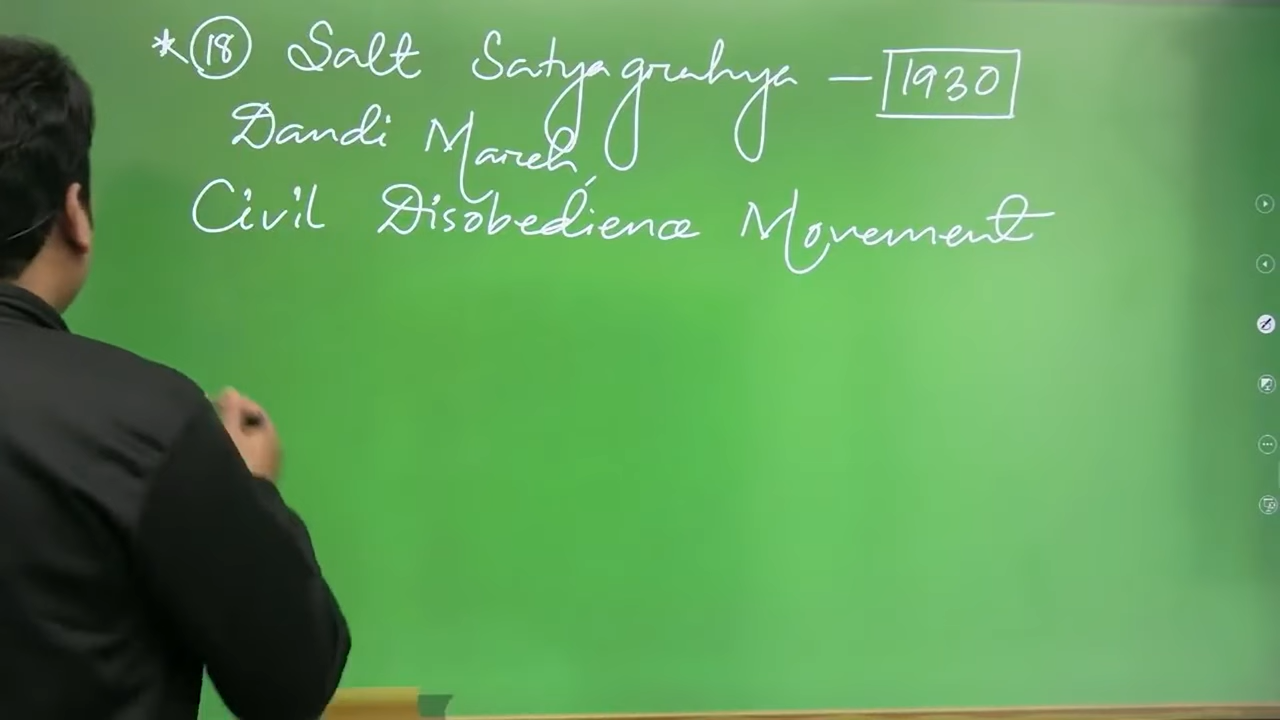 * 18 Salt Satyagrahya – 1930
Dandi March,
Civil Disobedience Movement